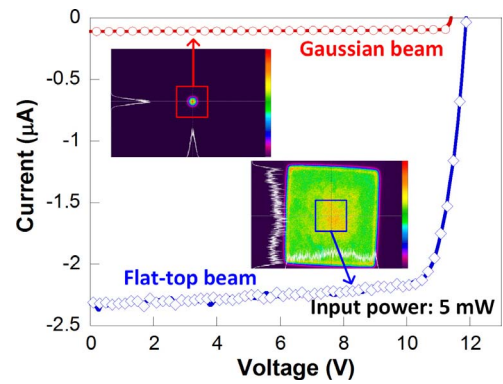 0
-0.5
-1
-1.5
-2
-2.5
Current (μA)
Gaussian beam
Flat-top beam
Input power: 5 mW
0 2 4 6 8 10 12 14
Voltage (V)